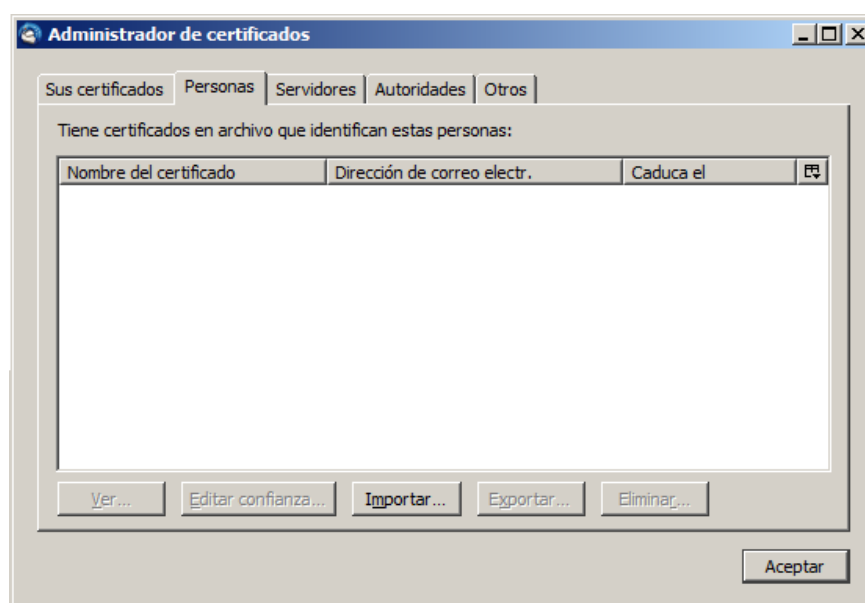 Administrador de certificados
Sus certificados Personas Servidores Autoridades Otros
Tiene certificados en archivo que identifican estas personas:
Nombre del certificado Dirección de correo electr. Caduca el
Ver... Editar confianza... Importar... Exportar... Eliminar...
Aceptar